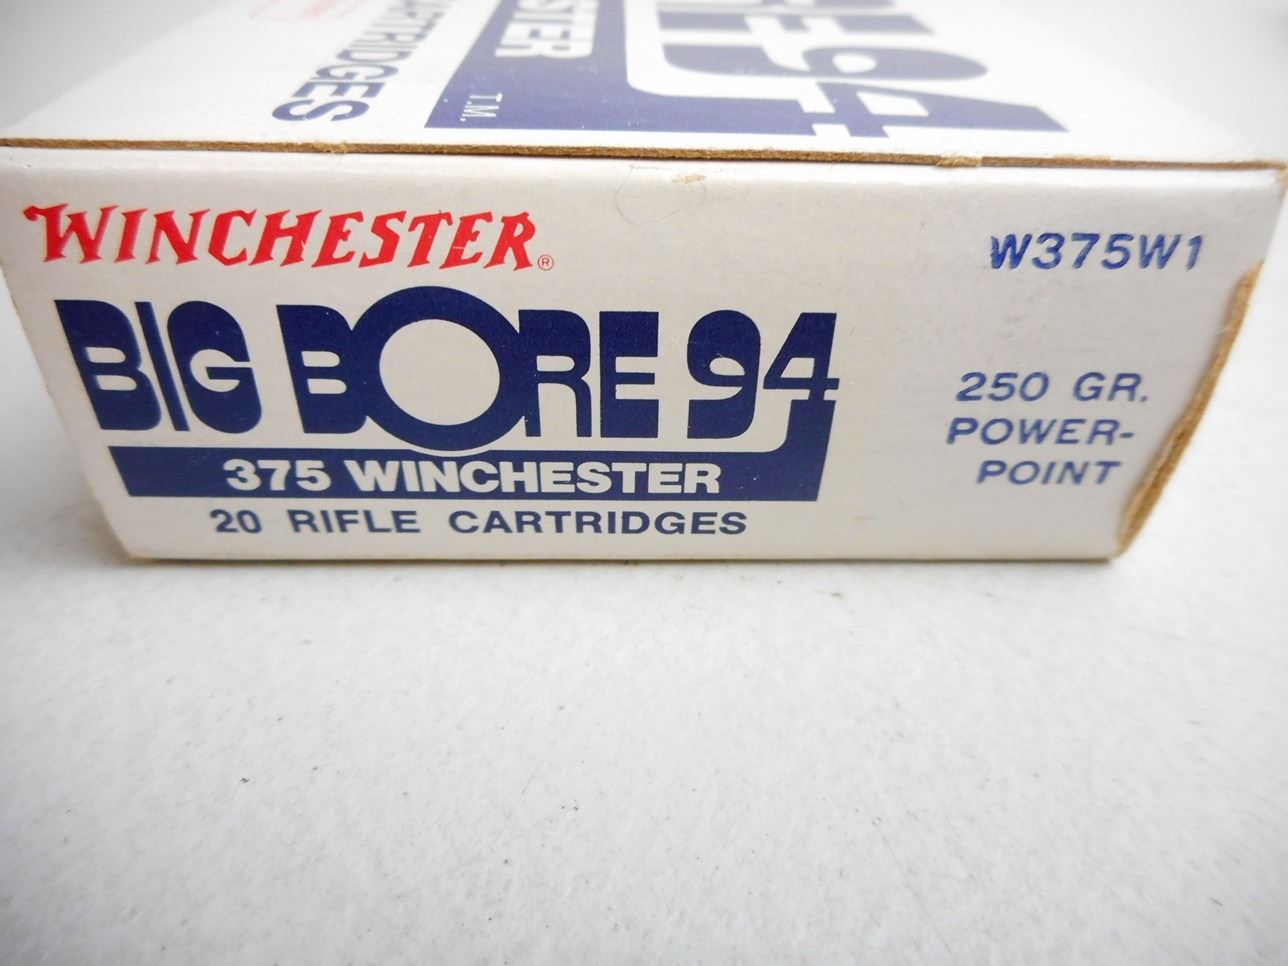 CARTRIDGES
T.M.
WINCHESTER®
W375W1
BIG BORE 94
375 WINCHESTER
20 RIFLE CARTRIDGES
250 GR.
POWER-
POINT